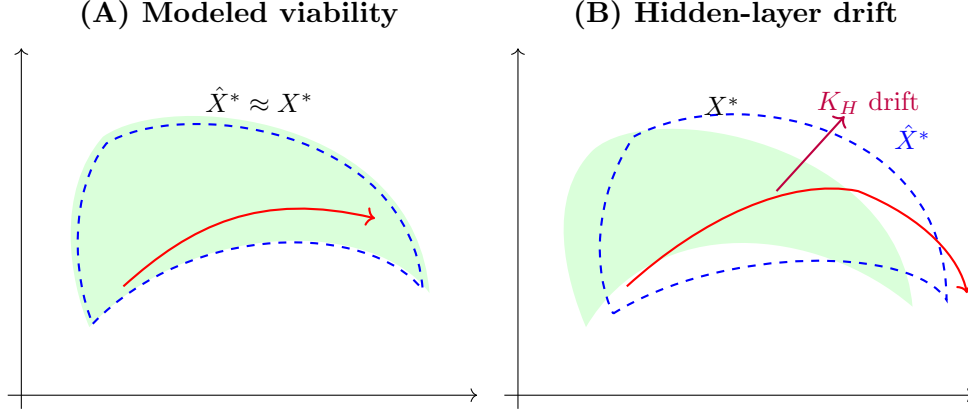 (A) Modeled viability
X̂* ≈ X*
(B) Hidden-layer drift
X*
K_H drift
X̂*